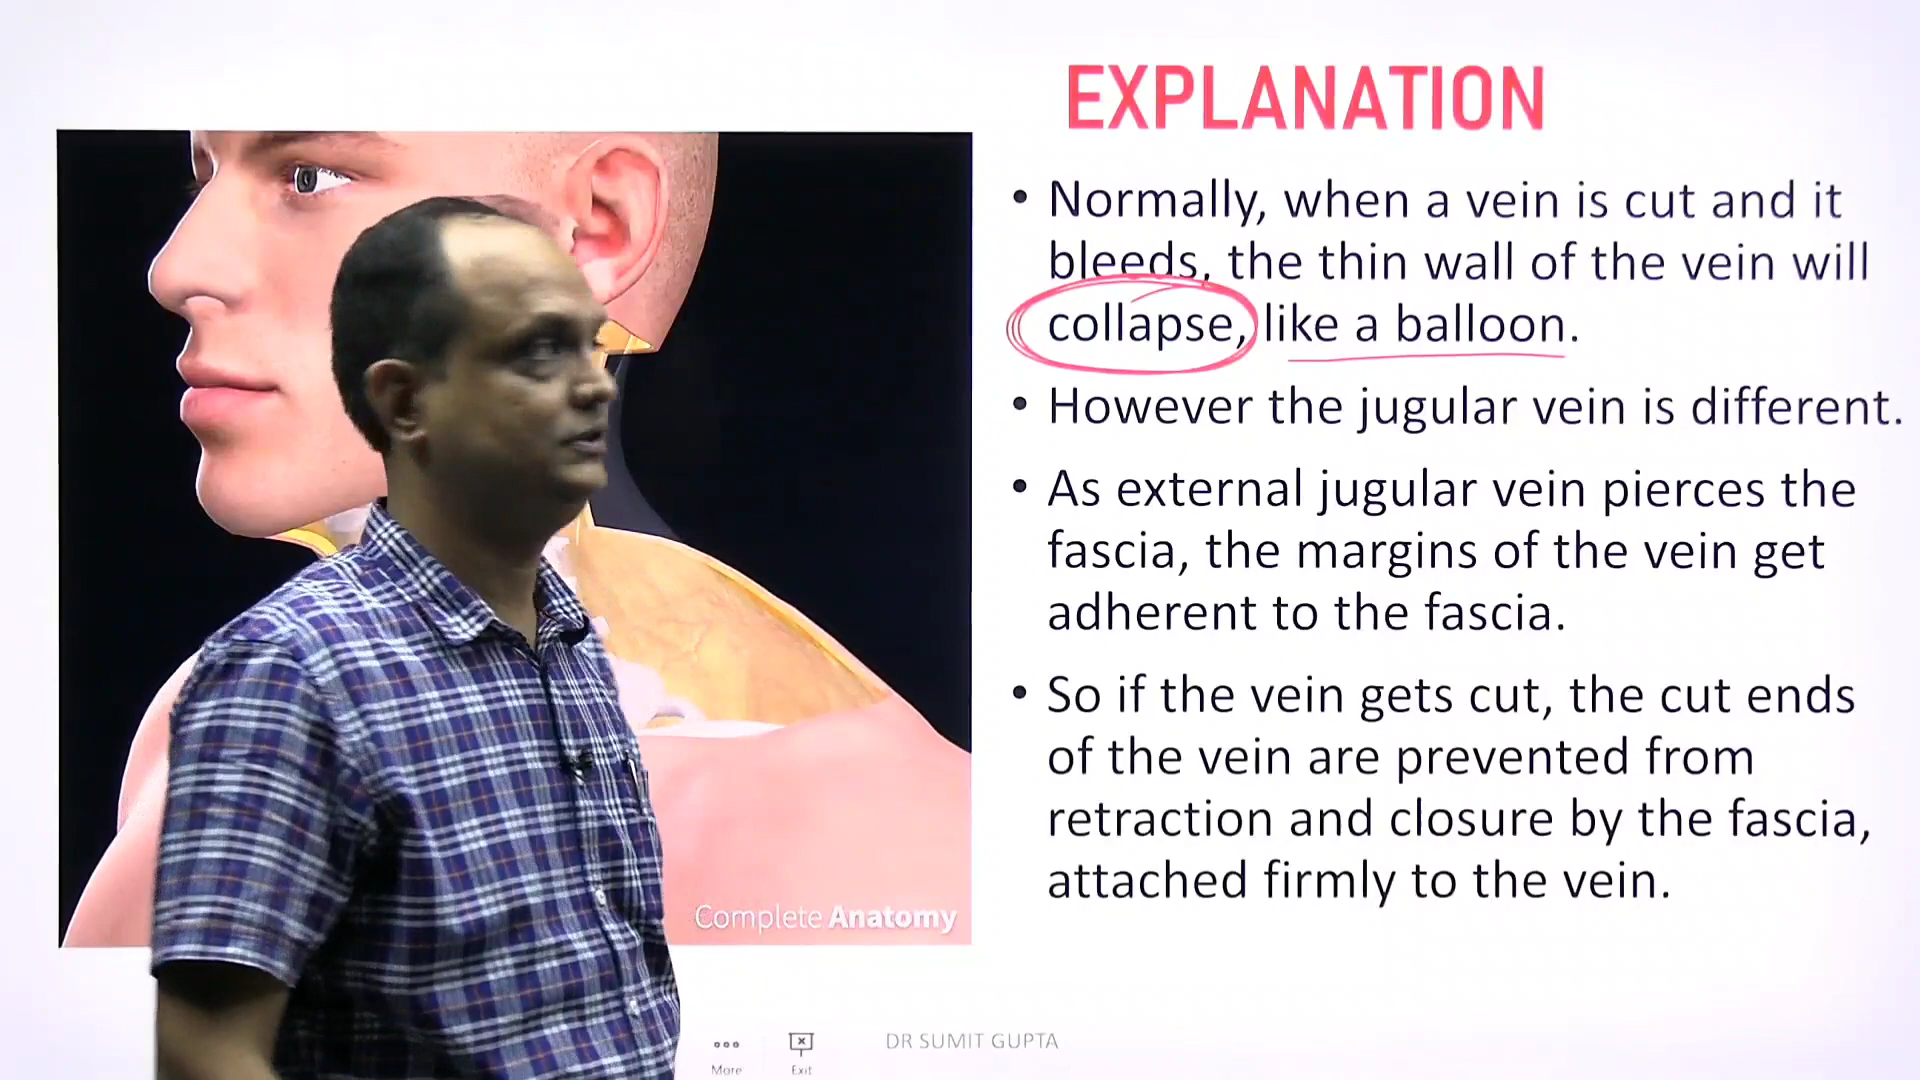 EXPLANATION
• Normally, when a vein is cut and it
bleeds, the thin wall of the vein will
collapse, like a balloon.
• However the jugular vein is different.
• As external jugular vein pierces the
fascia, the margins of the vein get
adherent to the fascia.
• So if the vein gets cut, the cut ends
of the vein are prevented from
retraction and closure by the fascia,
attached firmly to the vein.
Complete Anatomy
More
Exit
DR SUMIT GUPTA